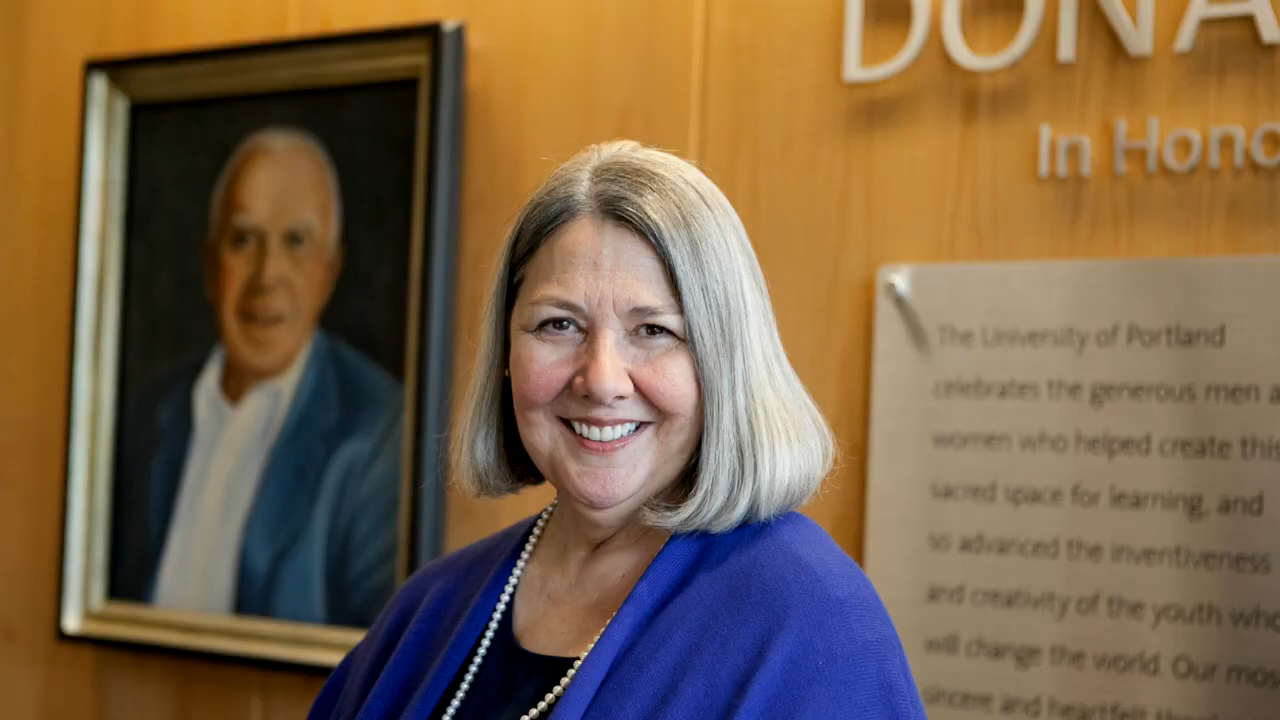 DONA
In Hono
The University of Portland
celebrates the generous men a
women who helped create this
sacred space for learning, and
so advanced the inventiveness
and creativity of the youth who
will change the world. Our mos
sincere and heartfelt